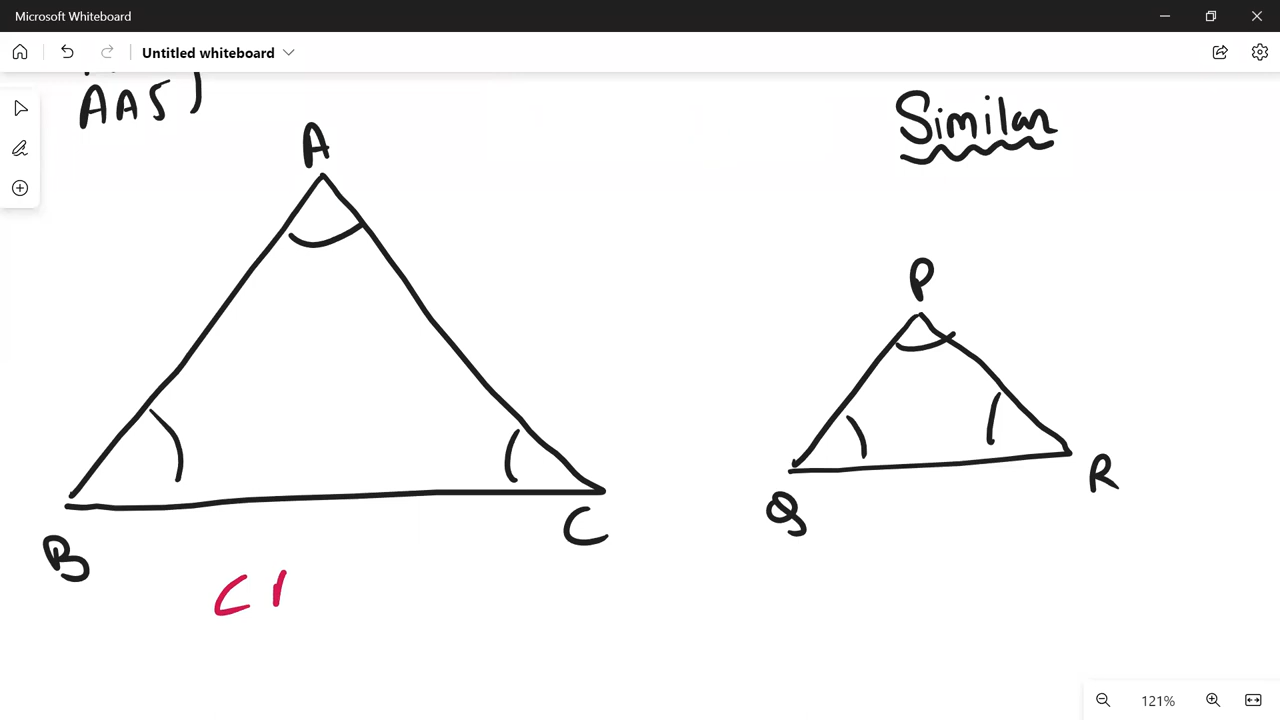 Microsoft Whiteboard
Untitled whiteboard
AAS
Similar
A
P
B
C
Q
R
C
121%